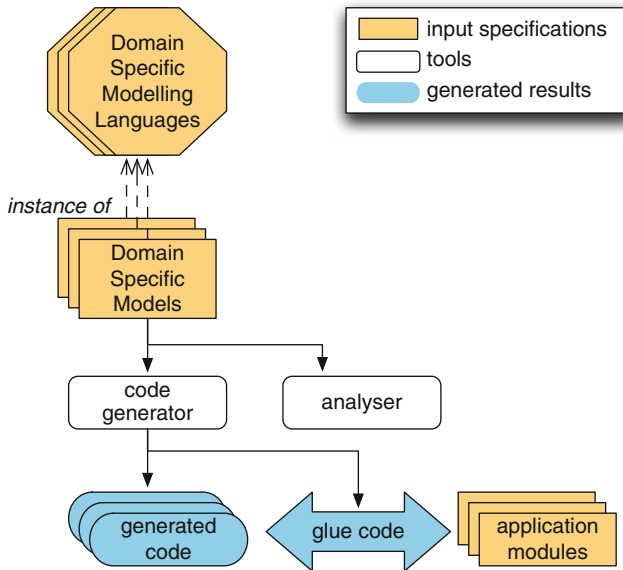 Domain
Specific
Modelling
Languages
input specifications
tools
generated results
instance of
Domain
Specific
Models
code
generator
analyser
generated
code
glue code
application
modules